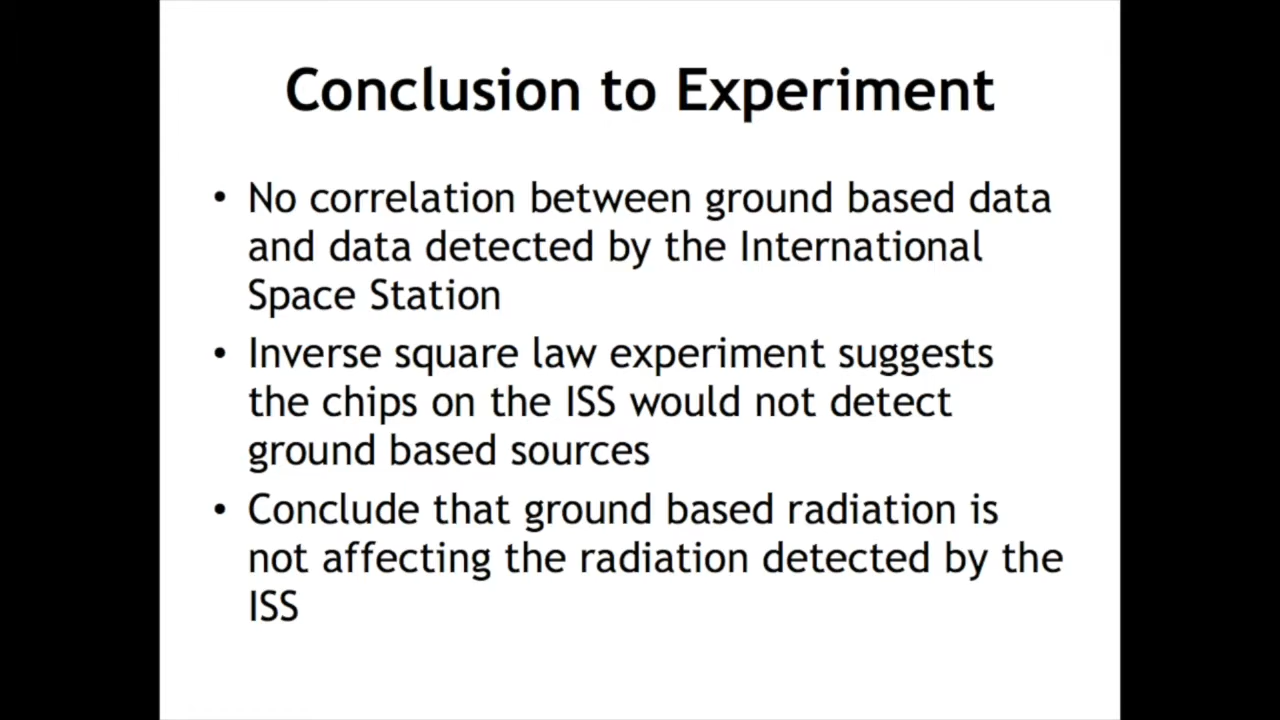 Conclusion to Experiment
• No correlation between ground based data
and data detected by the International
Space Station
• Inverse square law experiment suggests
the chips on the ISS would not detect
ground based sources
• Conclude that ground based radiation is
not affecting the radiation detected by the
ISS